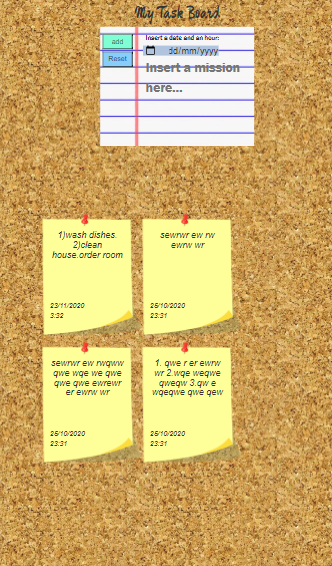 My Task Board
add
Insert a date and an hour:
dd/mm/yyyy
Reset
Insert a mission
here...
1)wash dishes.
2)clean
house.order room
23/11/2020
3:32
sewrwr ew rw
ewrw wr
25/10/2020
23:31
sewrwr ew rwqww
qwe wqe we qwe
qwe qwe ewrewr
er ewrw wr
25/10/2020
23:31
1. qwe r er ewrw
wr 2.wqe weqwe
qweqw 3.qw e
wqeqwe qwe qew
25/10/2020
23:31